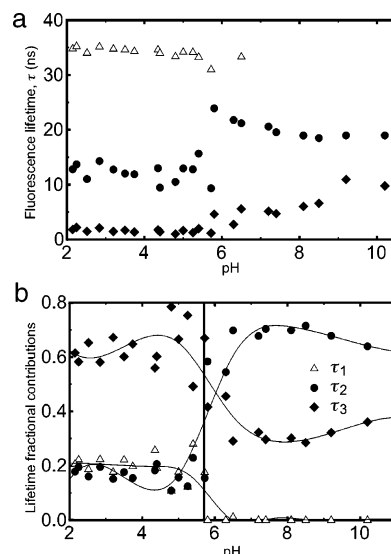 a
Fluorescence lifetime, τ (ns)
40
30
20
10
0
2 4 6 8 10
pH
b
Lifetime fractional contributions
0.8
0.6
0.4
0.2
0.0
τ1
τ2
τ3
2 4 6 8 10
pH